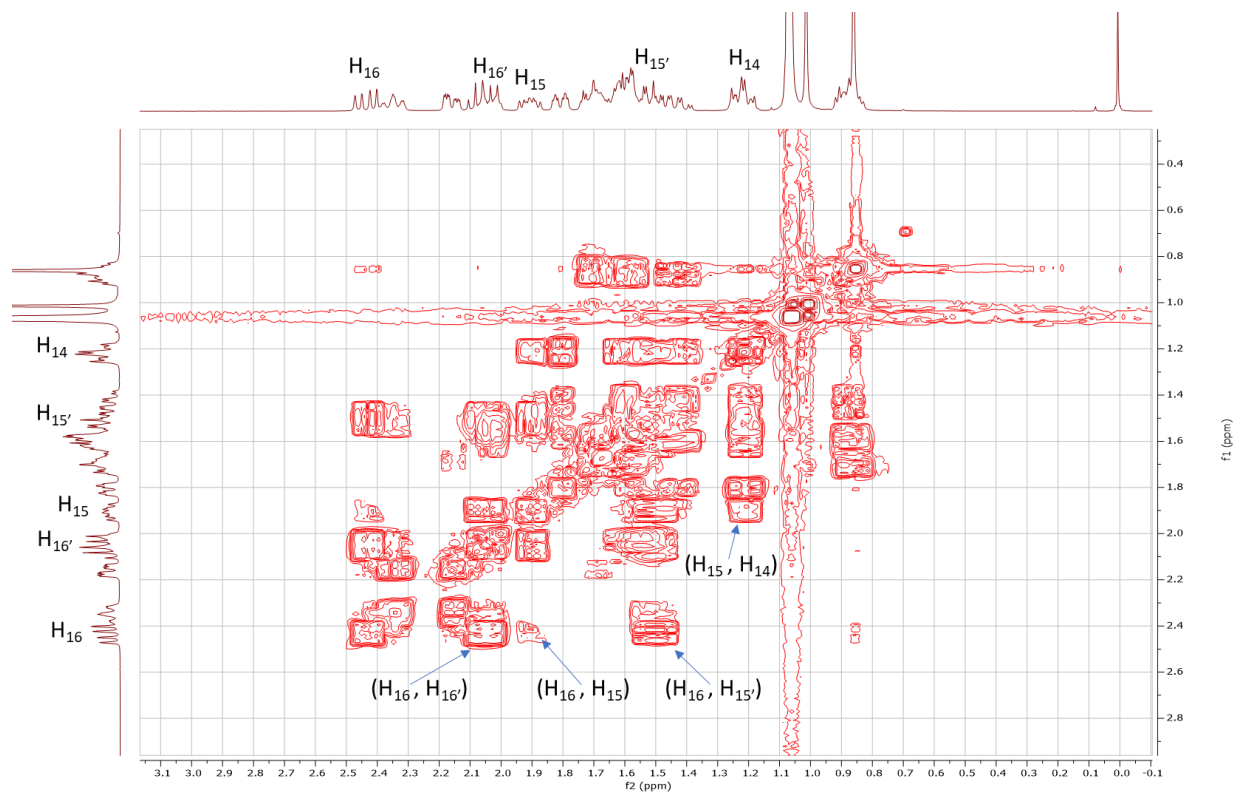 H₁₆ H₁₆' H₁₅ H₁₅' H₁₄
H₁₄
H₁₅'
H₁₅
H₁₆'
H₁₆
(H₁₅ , H₁₄)
(H₁₆ , H₁₆') (H₁₆ , H₁₅) (H₁₆ , H₁₅')
0.4
0.6
0.8
1.0
1.2
1.4
1.6
1.8
2.0
2.2
2.4
2.6
2.8
f1 (ppm)
3.1 3.0 2.9 2.8 2.7 2.6 2.5 2.4 2.3 2.2 2.1 2.0 1.9 1.8 1.7 1.6 1.5 1.4 1.3 1.2 1.1 1.0 0.9 0.8 0.7 0.6 0.5 0.4 0.3 0.2 0.1 0.0 -0.1
f2 (ppm)